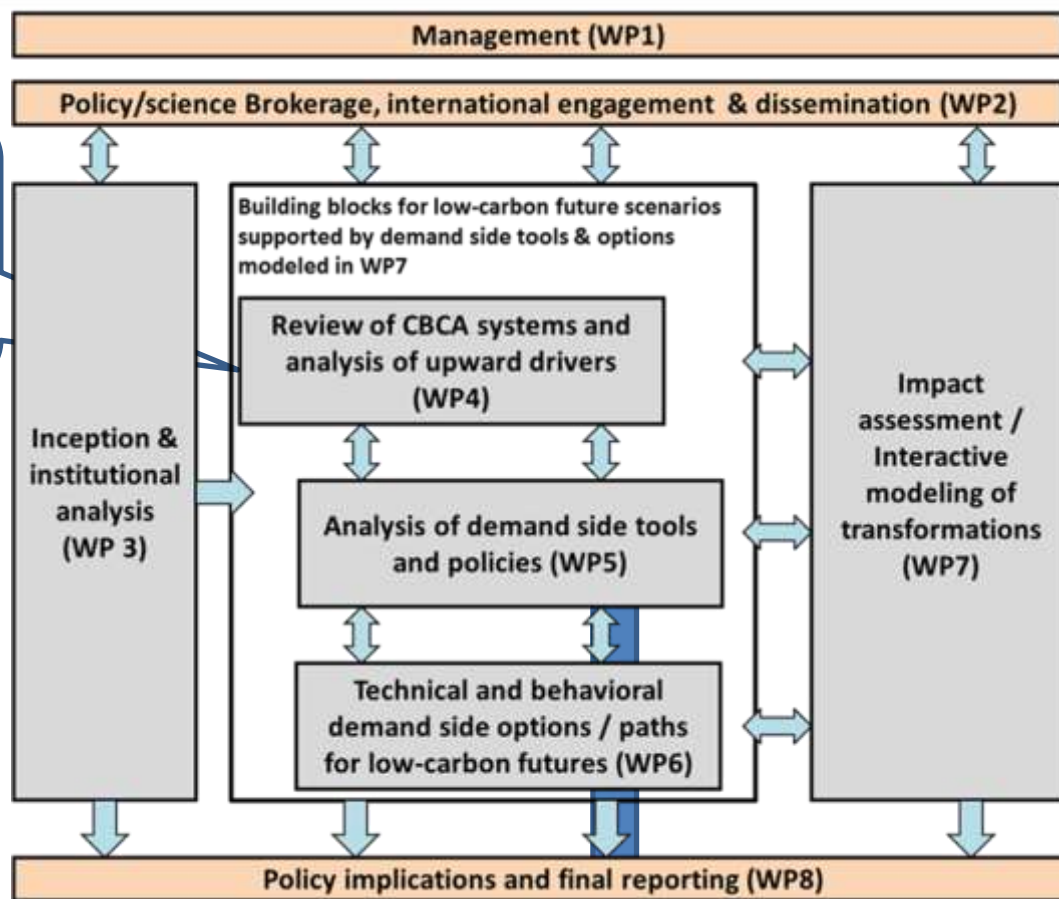 Management (WP1)
Policy/science Brokerage, international engagement & dissemination (WP2)
Building blocks for low-carbon future scenarios
supported by demand side tools & options
modeled in WP7
Review of CBCA systems and
analysis of upward drivers
(WP4)
Inception &
institutional
analysis
(WP 3)
Analysis of demand side tools
and policies (WP5)
Technical and behavioral
demand side options / paths
for low-carbon futures (WP6)
Impact
assessment /
Interactive
modeling of
transformations
(WP7)
Policy implications and final reporting (WP8)